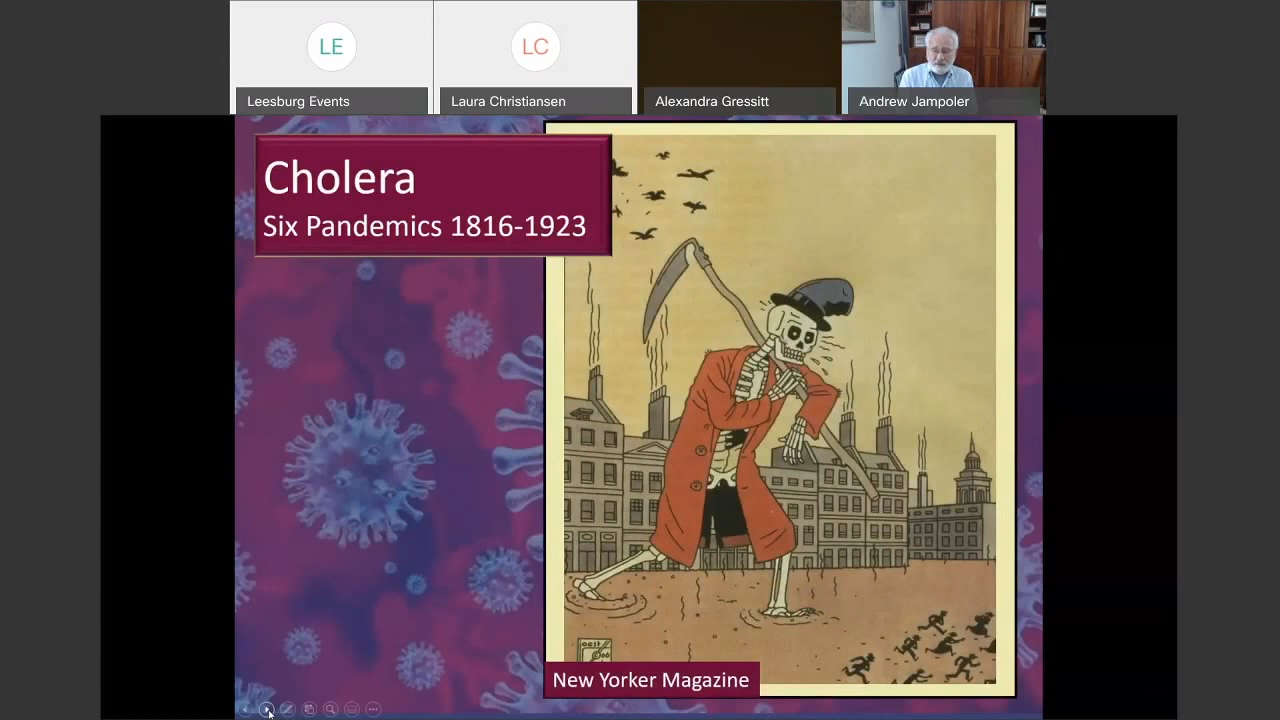 LE
LC
Leesburg Events
Laura Christiansen
Alexandra Gressitt
Andrew Jampoler
Cholera
Six Pandemics 1816-1923
New Yorker Magazine